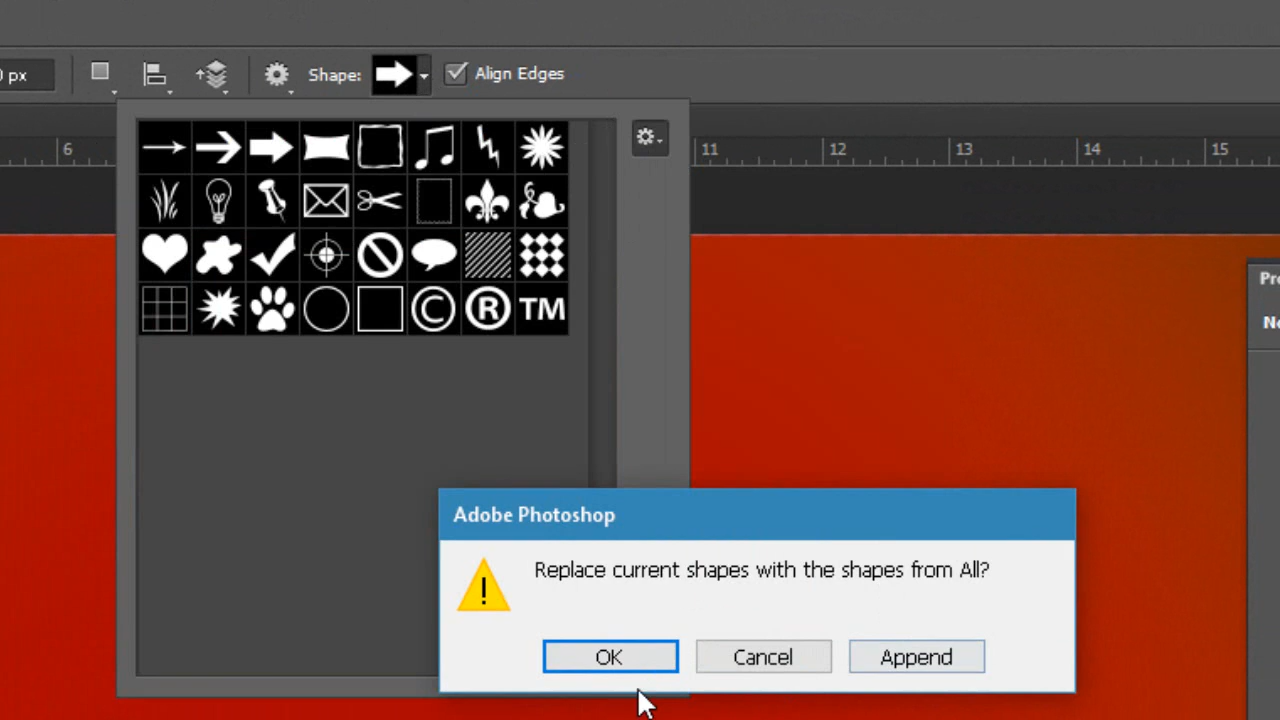 0 px
Shape:
Align Edges
6
11
12
13
14
15
©
®
TM
Adobe Photoshop
Replace current shapes with the shapes from All?
!
OK
Cancel
Append